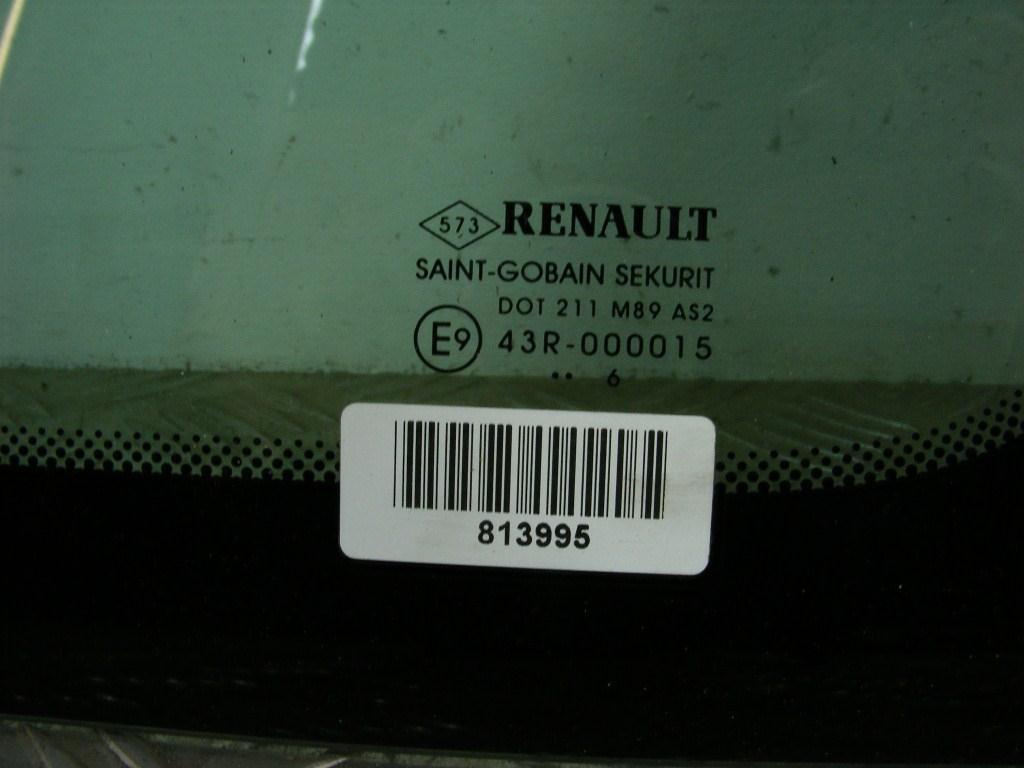 573 RENAULT
SAINT-GOBAIN SEKURIT
DOT 211 M89 AS2
E9 43R-000015
•• 6
813995